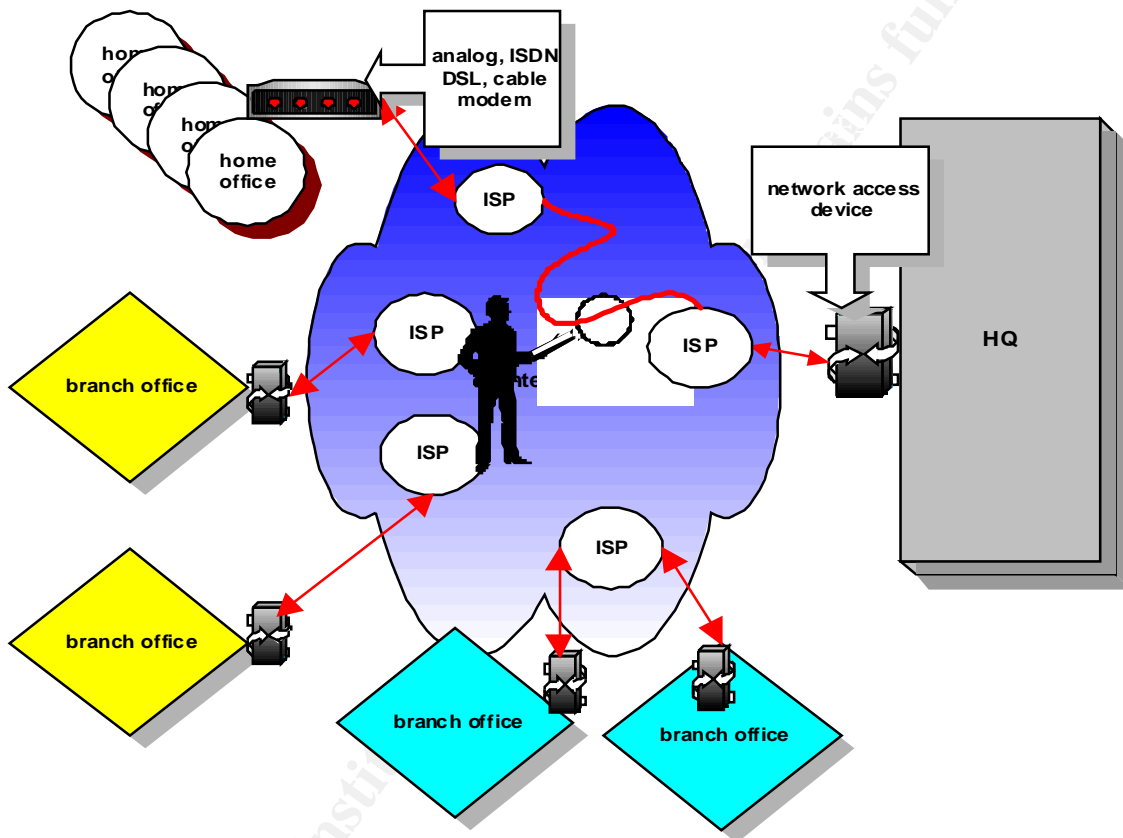 analog, ISDN
DSL, cable
modem
home
office
ISP
network access
device
HQ
ISP
ISP
branch office
ISP
ISP
branch office
branch office
branch office